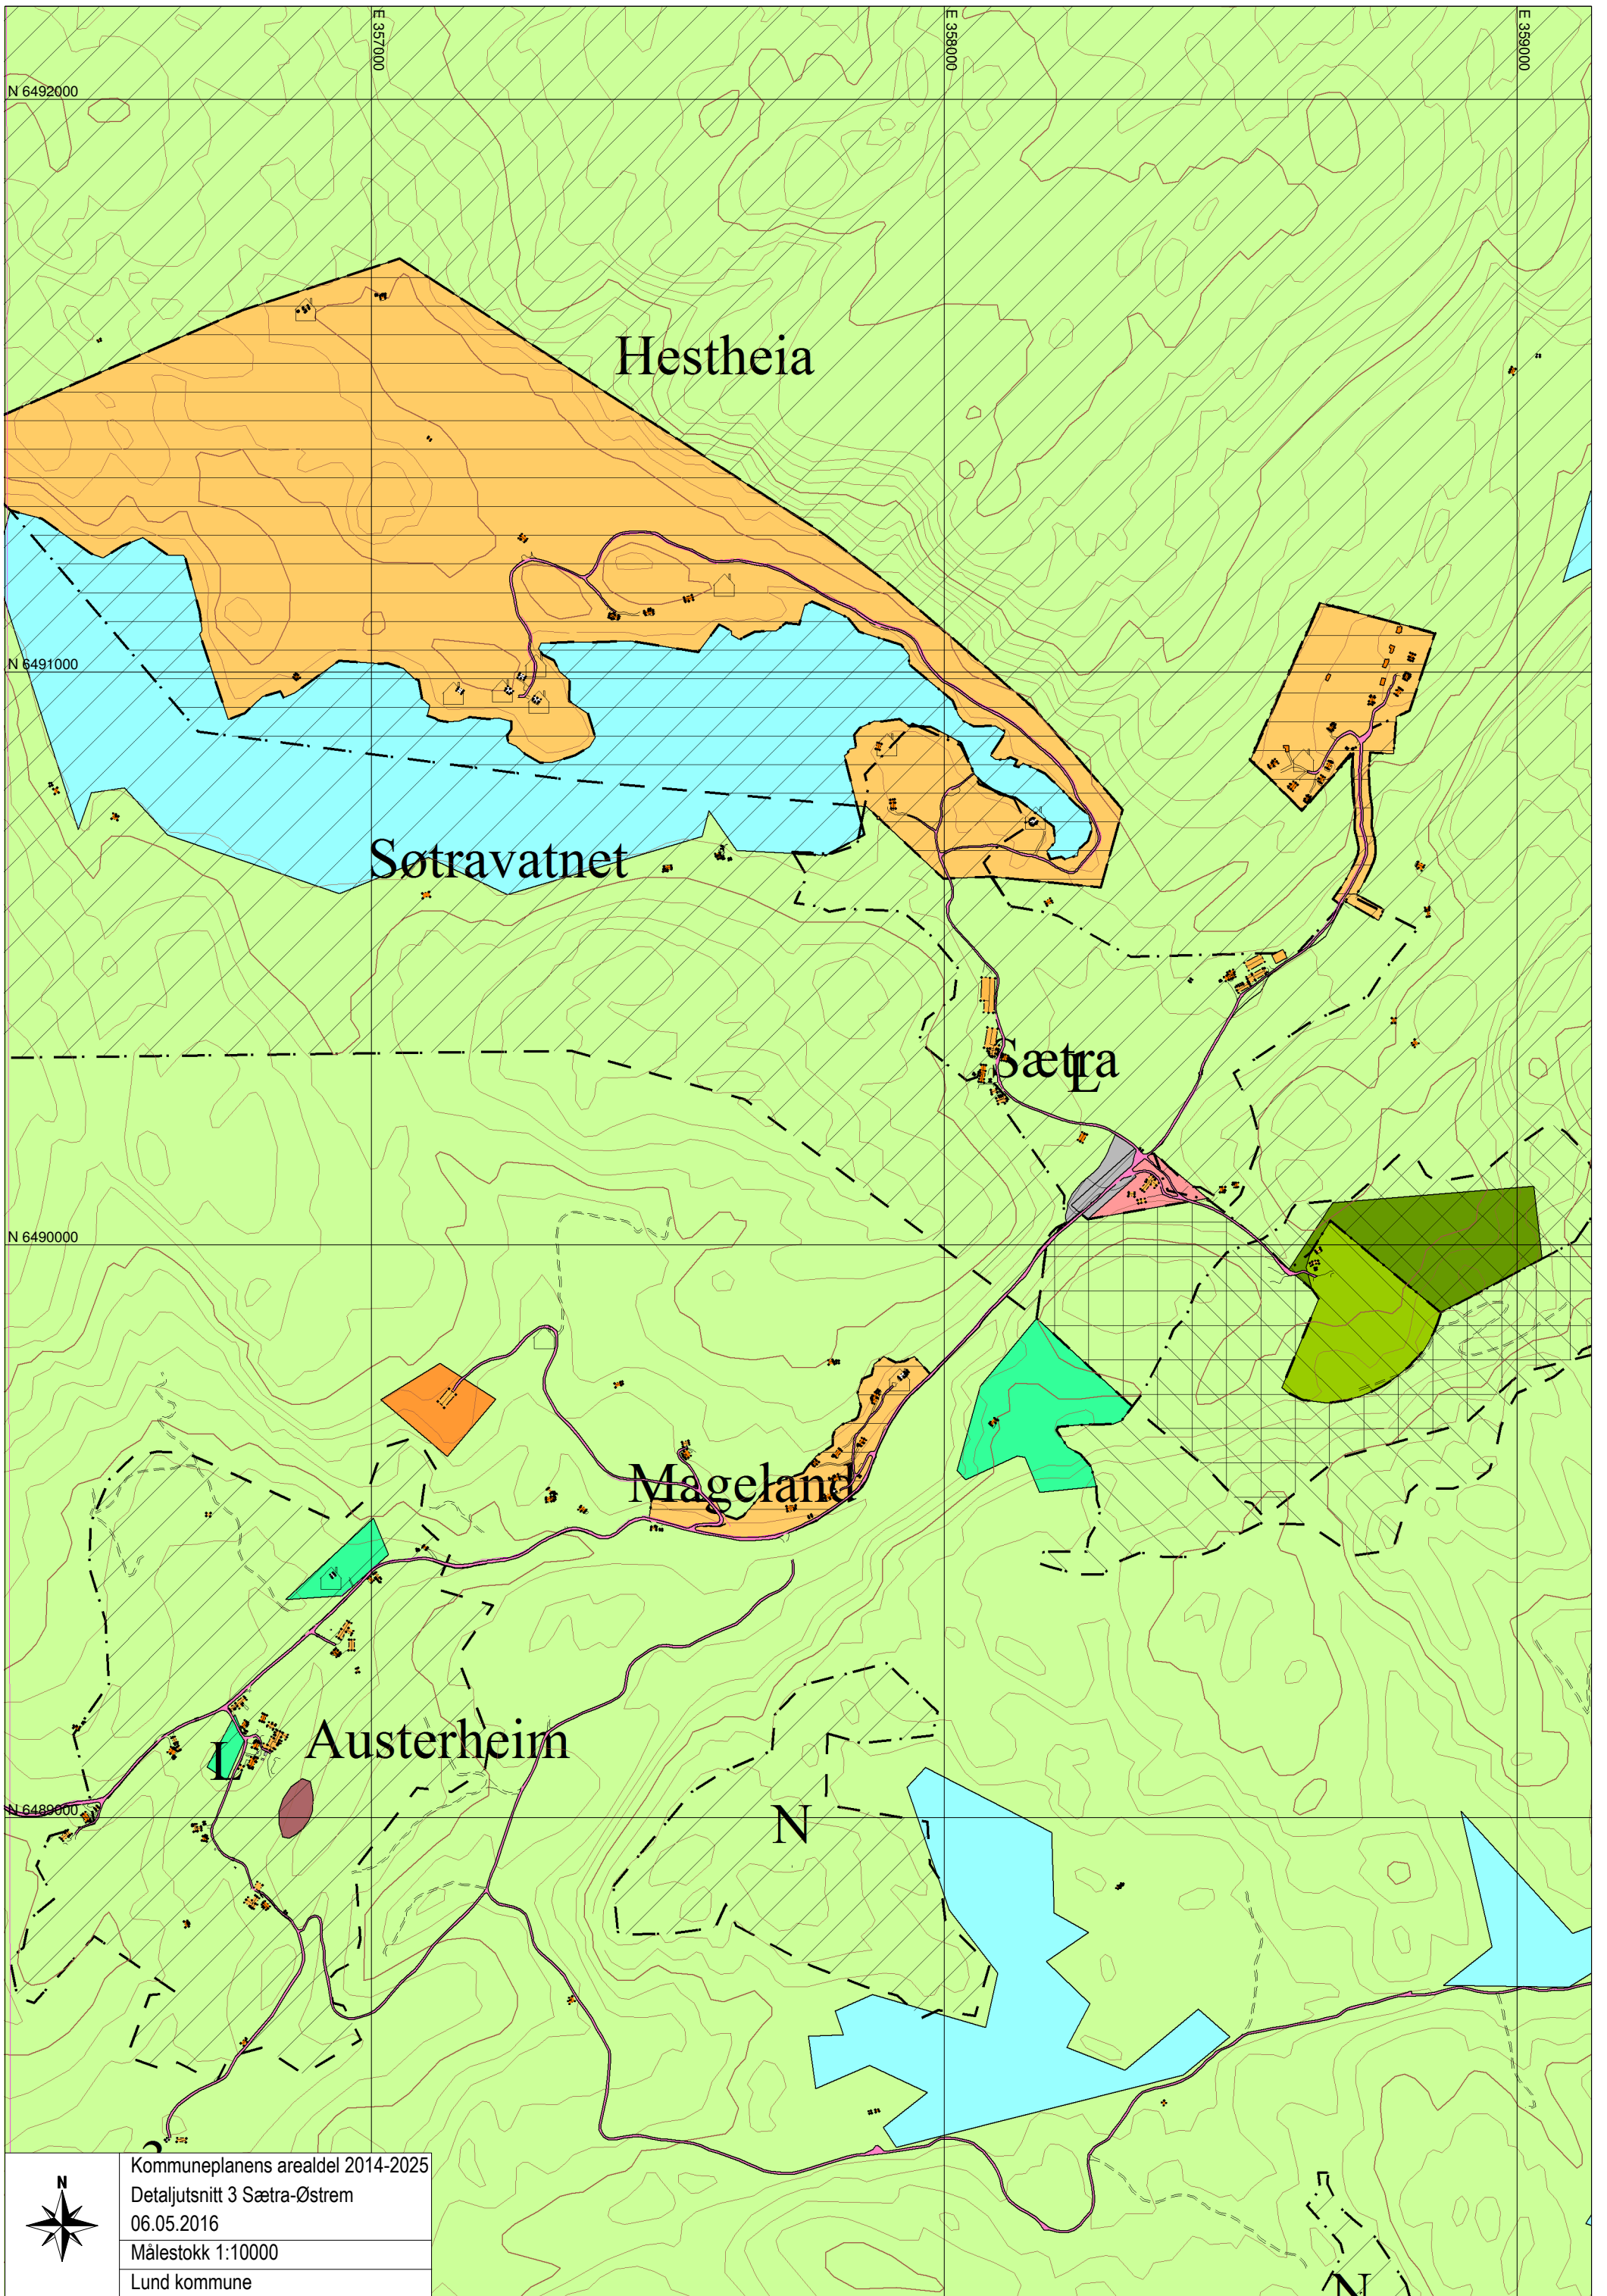 E 357000
E 358000
E 359000
N 6492000
Hestheia
N 6491000
Søtravatnet
Sætra
L
N 6490000
Mageland
Austerheim
L
N 6489000
N
N
N
Kommuneplanens arealdel 2014-2025
Detaljutsnitt 3 Sætra-Østrem
06.05.2016
Målestokk 1:10000
Lund kommune